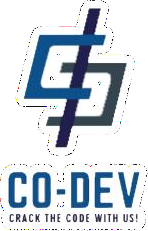 CO-DEV
CRACK THE CODE WITH US!